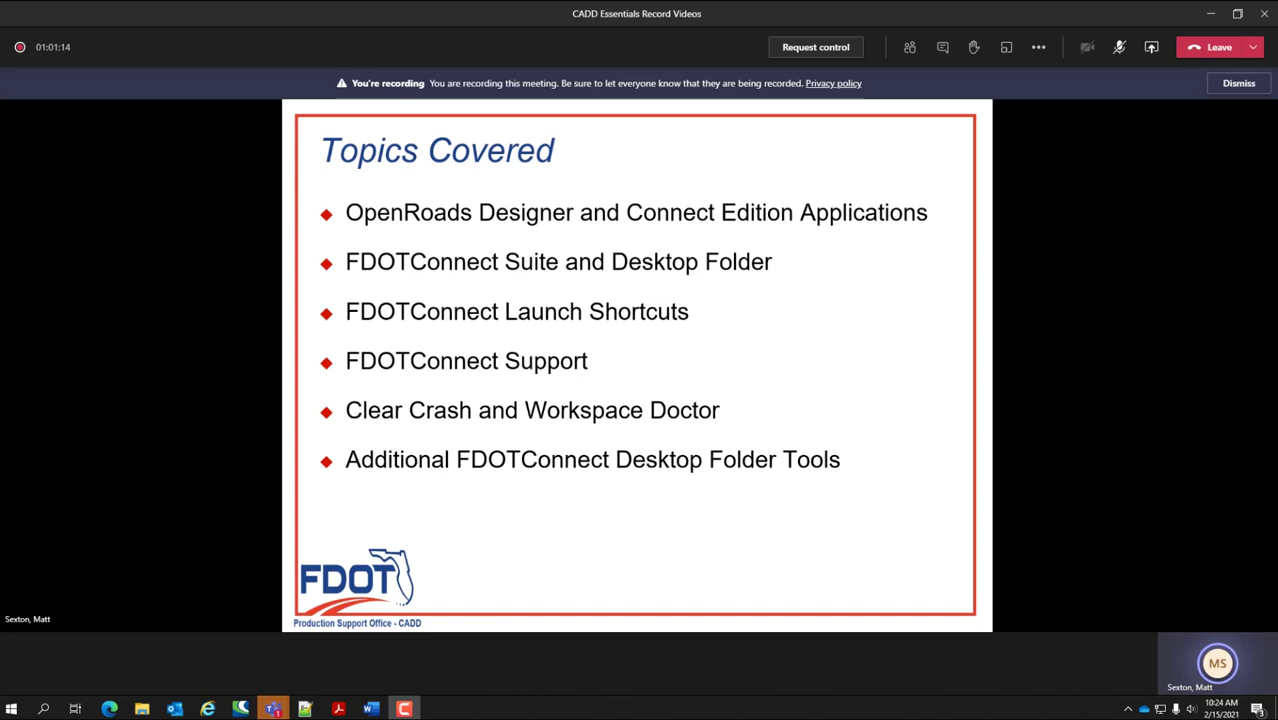 CADD Essentials Record Videos
01:01:14
Request control
Leave
You're recording You are recording this meeting. Be sure to let everyone know that they are being recorded. Privacy policy
Dismiss
Topics Covered
OpenRoads Designer and Connect Edition Applications
FDOTConnect Suite and Desktop Folder
FDOTConnect Launch Shortcuts
FDOTConnect Support
Clear Crash and Workspace Doctor
Additional FDOTConnect Desktop Folder Tools
FDOT
Production Support Office - CADD
Sexton, Matt
MS
Sexton, Matt
10:24 AM
2/15/2021
3